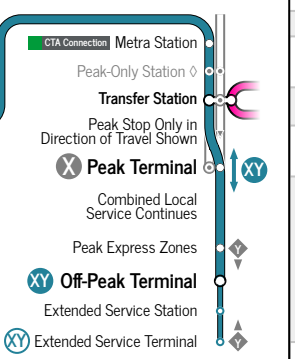 CTA Connection Metra Station
Peak-Only Station ◊
Transfer Station
Peak Stop Only in
Direction of Travel Shown
X Peak Terminal XY
Combined Local
Service Continues
Peak Express Zones Y
XY Off-Peak Terminal
Extended Service Station
XY Extended Service Terminal Y